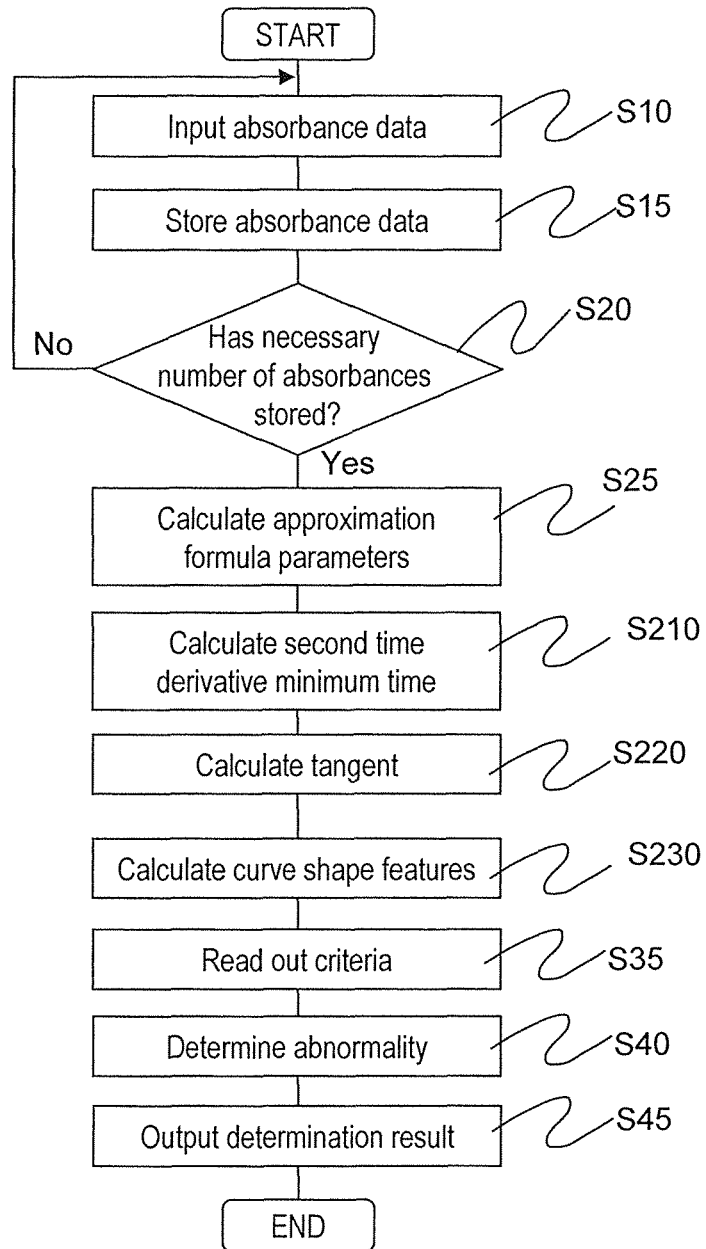 START
Input absorbance data
S10
Store absorbance data
S15
Has necessary
number of absorbances
stored?
S20
No
Yes
Calculate approximation
formula parameters
S25
Calculate second time
derivative minimum time
S210
Calculate tangent
S220
Calculate curve shape features
S230
Read out criteria
S35
Determine abnormality
S40
Output determination result
S45
END